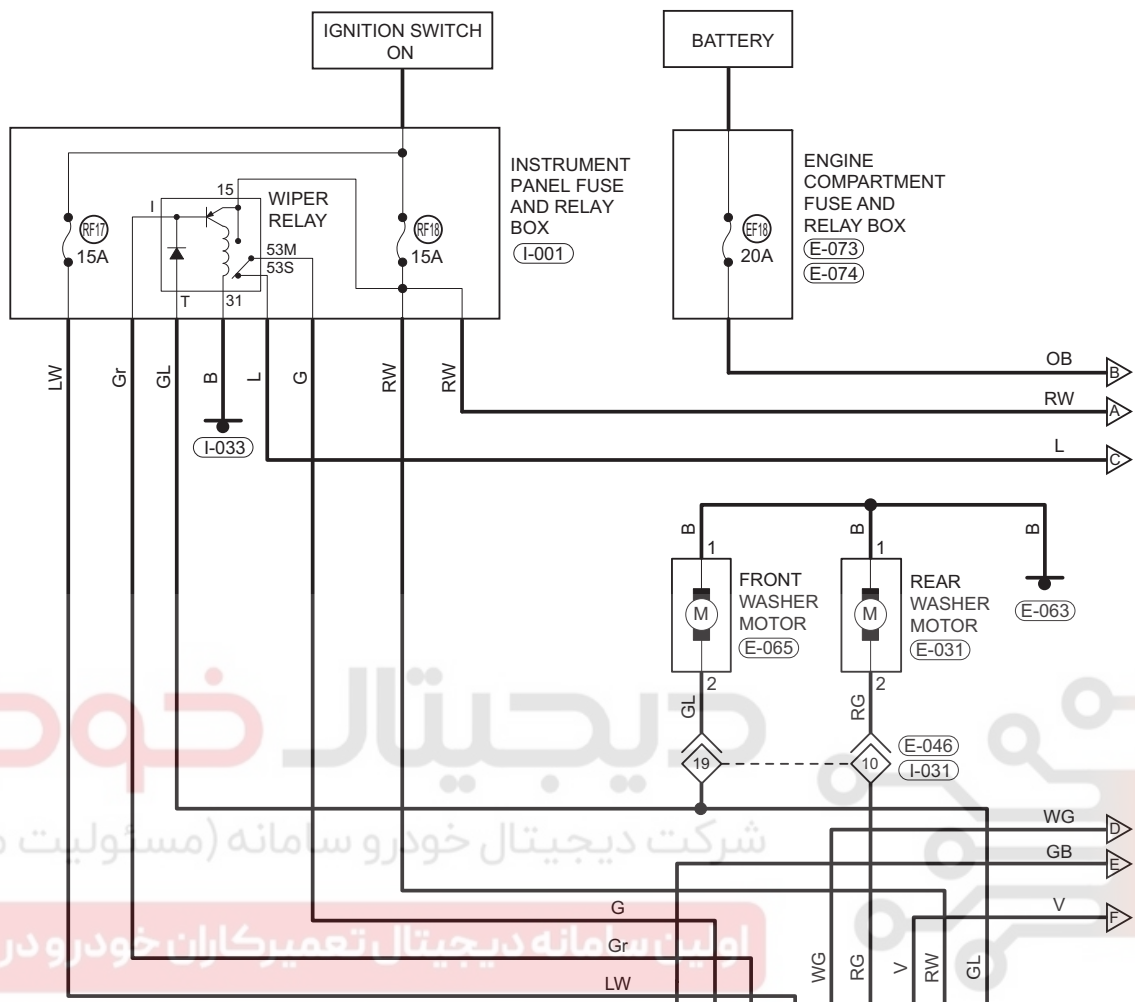 IGNITION SWITCH
ON
BATTERY
INSTRUMENT
PANEL FUSE
AND RELAY
BOX
I-001
ENGINE
COMPARTMENT
FUSE AND
RELAY BOX
E-073
E-074
RF17
15A
I
15
WIPER
RELAY
53M
53S
T
31
RF18
15A
EF18
20A
LW
Gr
GL
B
L
G
RW
RW
I-033
OB
B
RW
A
L
C
B
B
B
1
1
M
FRONT
WASHER
MOTOR
E-065
M
REAR
WASHER
MOTOR
E-031
E-063
2
2
GL
RG
19
10
E-046
I-031
دیجیتال خود
شرکت دیجیتال خودرو سامانه (مسئولیت
اولین سامانه دیجیتال تعمیرکاران خودرو در
WG
D
GB
E
V
F
G
Gr
LW
WG
RG
V
RW
GL